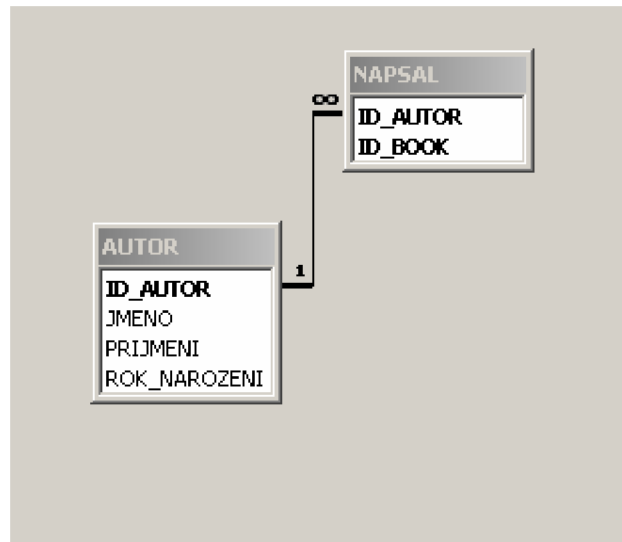 NAPSAL
∞
ID_AUTOR
ID_BOOK
AUTOR
1
ID_AUTOR
JMENO
PRIJMENI
ROK_NAROZENI